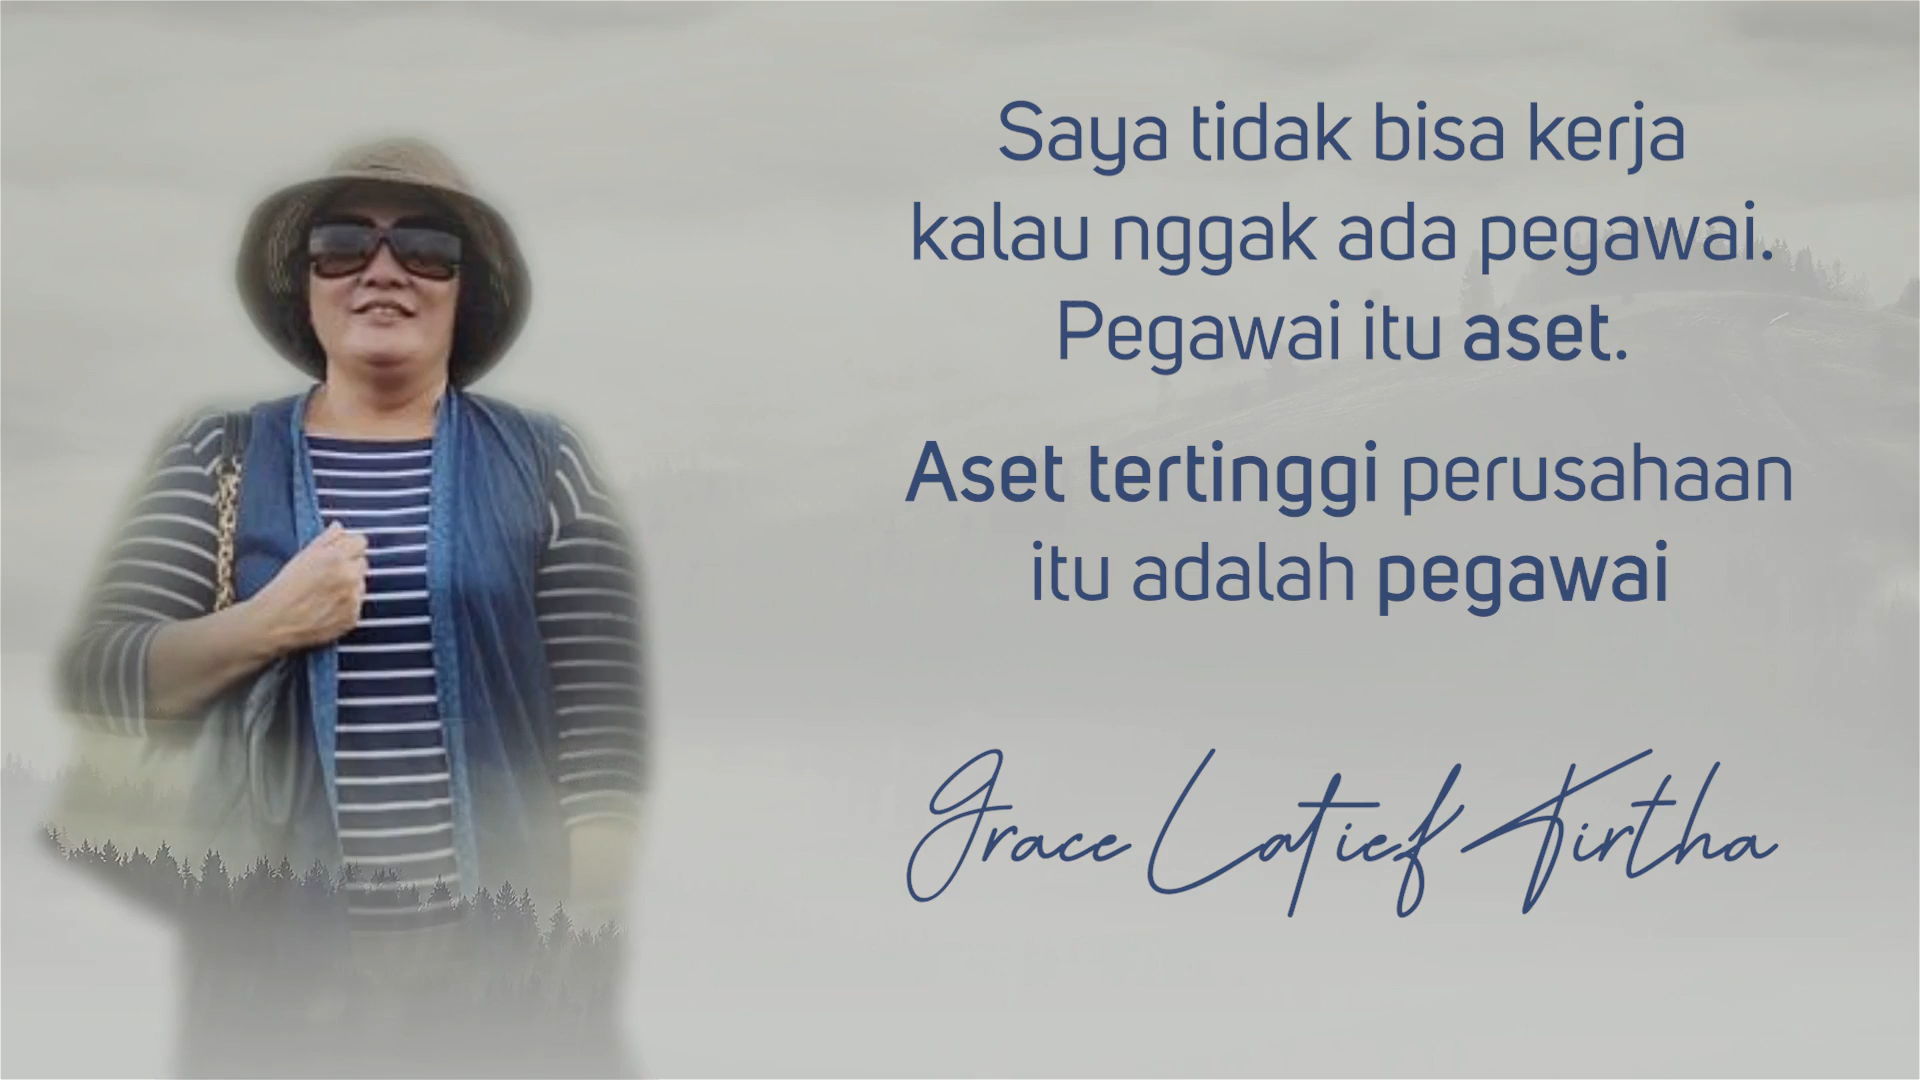 Saya tidak bisa kerja
kalau nggak ada pegawai.
Pegawai itu aset.
Aset tertinggi perusahaan
itu adalah pegawai
Grace Latief Tirtha